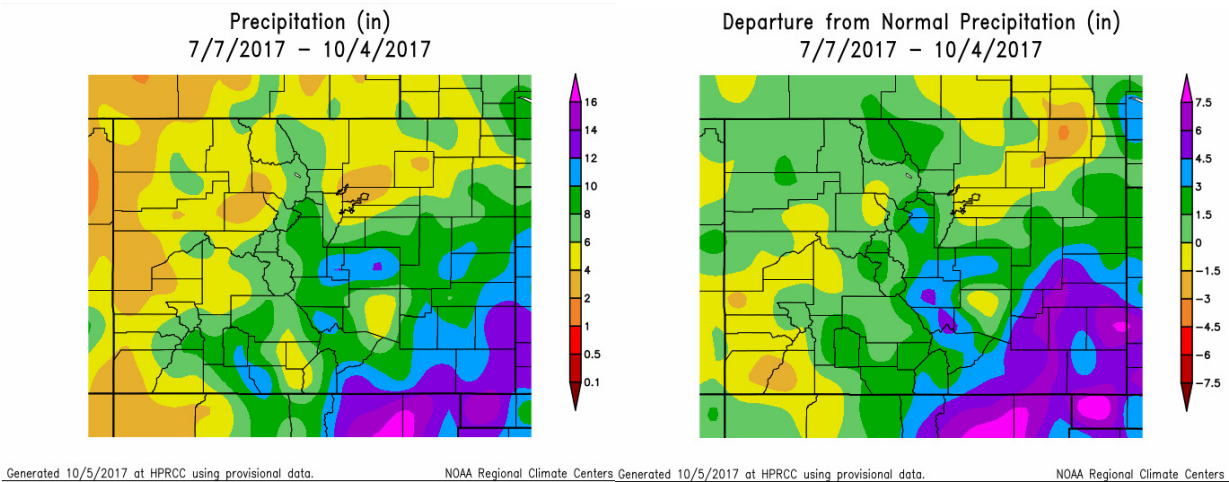 Precipitation (in)
7/7/2017 – 10/4/2017
16
14
12
10
8
6
4
2
1
0.5
0.1
Generated 10/5/2017 at HPRCC using provisional data.
NOAA Regional Climate Centers
Departure from Normal Precipitation (in)
7/7/2017 – 10/4/2017
7.5
6
4.5
3
1.5
0
-1.5
-3
-4.5
-6
-7.5
Generated 10/5/2017 at HPRCC using provisional data.
NOAA Regional Climate Centers